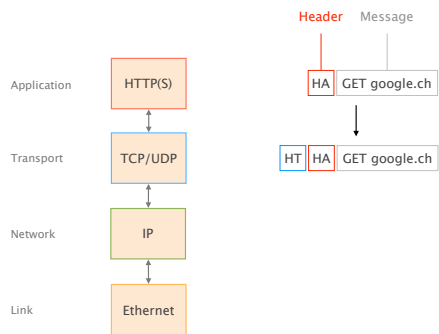 Header Message
Application HTTP(S) HA GET google.ch
Transport TCP/UDP HT HA GET google.ch
Network IP
Link Ethernet